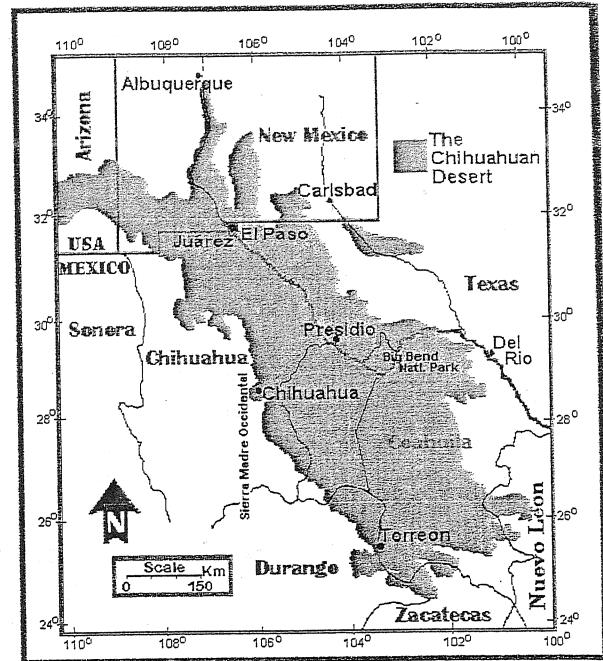 110° 108° 106° 104° 102° 100°
Albuquerque
34° 34°
Arizona
New Mexico
The
Chihuahuan
Desert
Carlsbad
32° 32°
El Paso
Juárez
USA
MEXICO
Texas
Sonera
30° 30°
Presidio
Chihuahua
Del
Rio
Big Bend
Natl. Park
Chihuahua
Sierra Madre Occidental
28° 28°
Coahuila
N
26° 26°
Torreon
Nuevo Leon
Scale
0 150 Km
Durango
Zacatecas
24° 24°
110° 108° 106° 104° 102° 100°